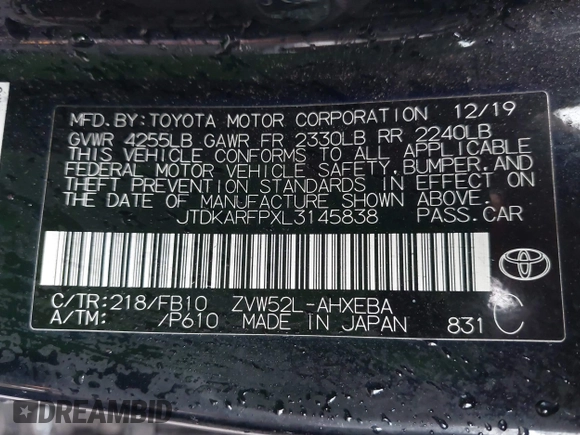 MFD. BY: TOYOTA MOTOR CORPORATION 12/19
GVWR 4255LB GAWR FR 2330LB RR 2240LB
THIS VEHICLE CONFORMS TO ALL APPLICABLE
FEDERAL MOTOR VEHICLE SAFETY, BUMPER, AND
THEFT PREVENTION STANDARDS IN EFFECT ON
THE DATE OF MANUFACTURE SHOWN ABOVE.
JTDKARFPXL3145838 PASS.CAR
C/TR:218/FB10 ZVW52L-AHXEBA
A/TM: /P610 MADE IN JAPAN 831 C
DREAMBID